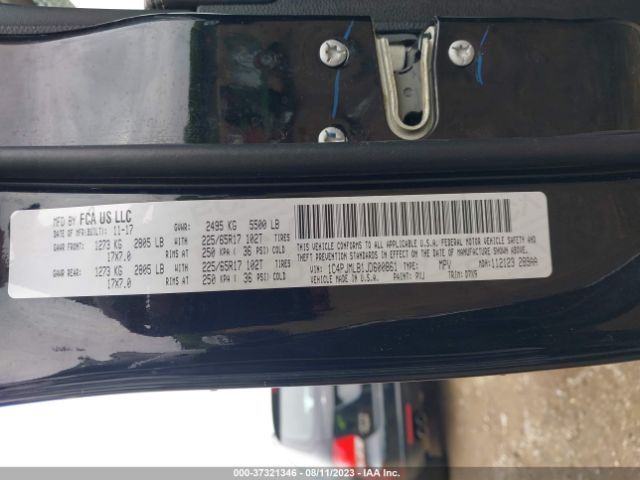 MFD BY FCA US LLC
DATE OF MFR(BUILT): 11-17 GVWR: 2495 KG 5500 LB
GAWR FRONT: 1273 KG 2805 LB WITH 225/65R17 102T TIRES
17X7.0 RIMS AT 250 KPA ( 36 PSI) COLD
GAWR REAR: 1273 KG 2805 LB WITH 225/65R17 102T TIRES
17X7.0 RIMS AT 250 KPA ( 36 PSI) COLD
THIS VEHICLE CONFORMS TO ALL APPLICABLE U.S.A. FEDERAL MOTOR VEHICLE SAFETY AND
THEFT PREVENTION STANDARDS IN EFFECT ON THE DATE OF MANUFACTURE SHOWN ABOVE.
VIN: 1C4PJMLB1JD600861 TYPE: MPV MDH: 112123 289AA
VEHICLE MADE IN U.S.A. PAINT: PXJ TRIM: D7X9
000-37321346 - 08/11/2023 - Copyright IAA, Inc.